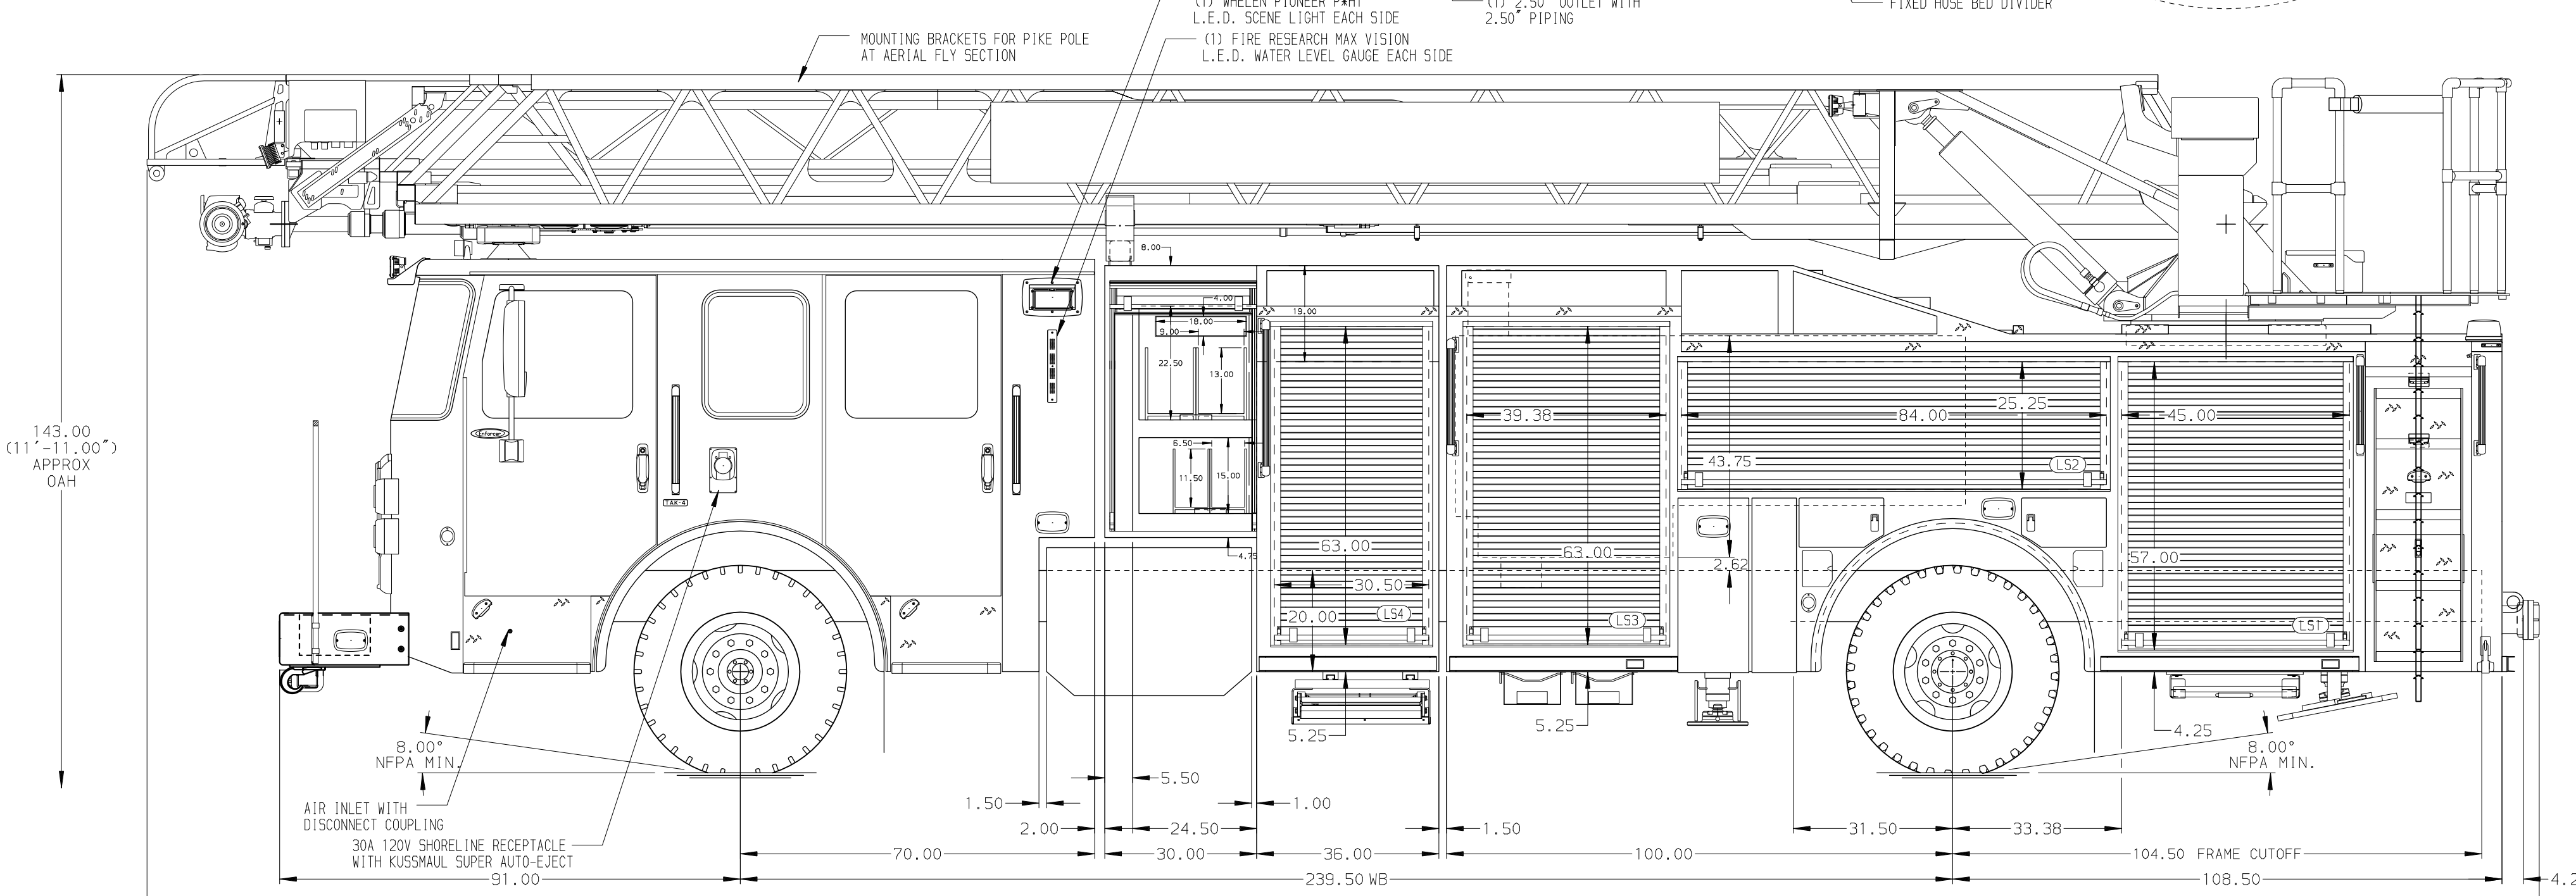 (1) WHELEN PIONEER P*H1
L.E.D. SCENE LIGHT EACH SIDE
(1) 2.50" OUTLET WITH
2.50" PIPING
FIXED HOSE BED DIVIDER
MOUNTING BRACKETS FOR PIKE POLE
AT AERIAL FLY SECTION
(1) FIRE RESEARCH MAX VISION
L.E.D. WATER LEVEL GAUGE EACH SIDE
8.00
4.00
19.00
18.00
9.00
22.50
13.00
6.50
11.50
15.00
4.75
143.00
(11'-11.00")
APPROX
OAH
Enforcer
TAK-4
39.38
84.00
25.25
45.00
43.75
LS2
63.00
63.00
2.62
57.00
30.50
20.00
LS4
LS3
LS1
5.25
5.25
4.25
8.00°
NFPA MIN.
8.00°
NFPA MIN.
5.50
1.50
1.00
AIR INLET WITH
DISCONNECT COUPLING
30A 120V SHORELINE RECEPTACLE
WITH KUSSMAUL SUPER AUTO-EJECT
2.00
24.50
1.50
31.50
33.38
70.00
30.00
36.00
100.00
104.50 FRAME CUTOFF
91.00
239.50 WB
108.50